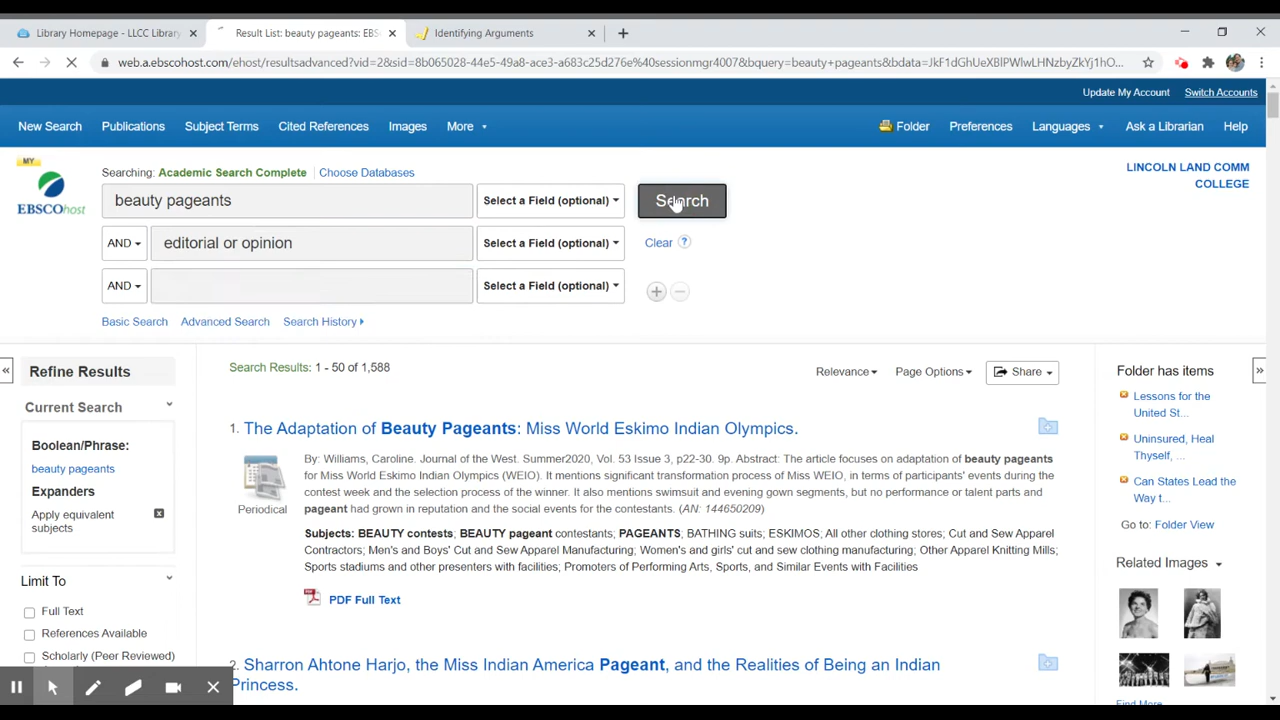 Library Homepage - LLCC Library
Result List: beauty pageants: EBS
Identifying Arguments
web.a.ebscohost.com/ehost/resultsadvanced?vid=2&sid=8b065028-44e5-49a8-ace3-a683c25d276e%40sessionmgr4007&bquery=beauty+pageants&bdata=JkF1dGhUeXBlPWlwLHNzbyZkYj1hO...
Update My Account Switch Accounts
New Search Publications Subject Terms Cited References Images More Folder Preferences Languages Ask a Librarian Help
MY
EBSCOhost
Searching: Academic Search Complete Choose Databases
LINCOLN LAND COMM
COLLEGE
beauty pageants Select a Field (optional) Search
AND editorial or opinion Select a Field (optional) Clear ?
AND Select a Field (optional)
Basic Search Advanced Search Search History
Refine Results
Current Search
Boolean/Phrase:
beauty pageants
Expanders
Apply equivalent
subjects
Limit To
Full Text
References Available
Scholarly (Peer Reviewed)
Search Results: 1 - 50 of 1,588
Relevance Page Options Share
1. The Adaptation of Beauty Pageants: Miss World Eskimo Indian Olympics.
Periodical
By: Williams, Caroline. Journal of the West. Summer2020, Vol. 53 Issue 3, p22-30. 9p. Abstract: The article focuses on adaptation of beauty pageants
for Miss World Eskimo Indian Olympics (WEIO). It mentions significant transformation process of Miss WEIO, in terms of participants' events during the
contest week and the selection process of the winner. It also mentions swimsuit and evening gown segments, but no performance or talent parts and
pageant had grown in reputation and the social events for the contestants. (AN: 144650209)
Subjects: BEAUTY contests; BEAUTY pageant contestants; PAGEANTS; BATHING suits; ESKIMOS; All other clothing stores; Cut and Sew Apparel
Contractors; Men's and Boys' Cut and Sew Apparel Manufacturing; Women's and girls' cut and sew clothing manufacturing; Other Apparel Knitting Mills;
Sports stadiums and other presenters with facilities; Promoters of Performing Arts, Sports, and Similar Events with Facilities
PDF Full Text
2. Sharron Ahtone Harjo, the Miss Indian America Pageant, and the Realities of Being an Indian
Princess.
Folder has items
Lessons for the
United St...
Uninsured, Heal
Thyself, ...
Can States Lead the
Way t...
Go to: Folder View
Related Images
Find More